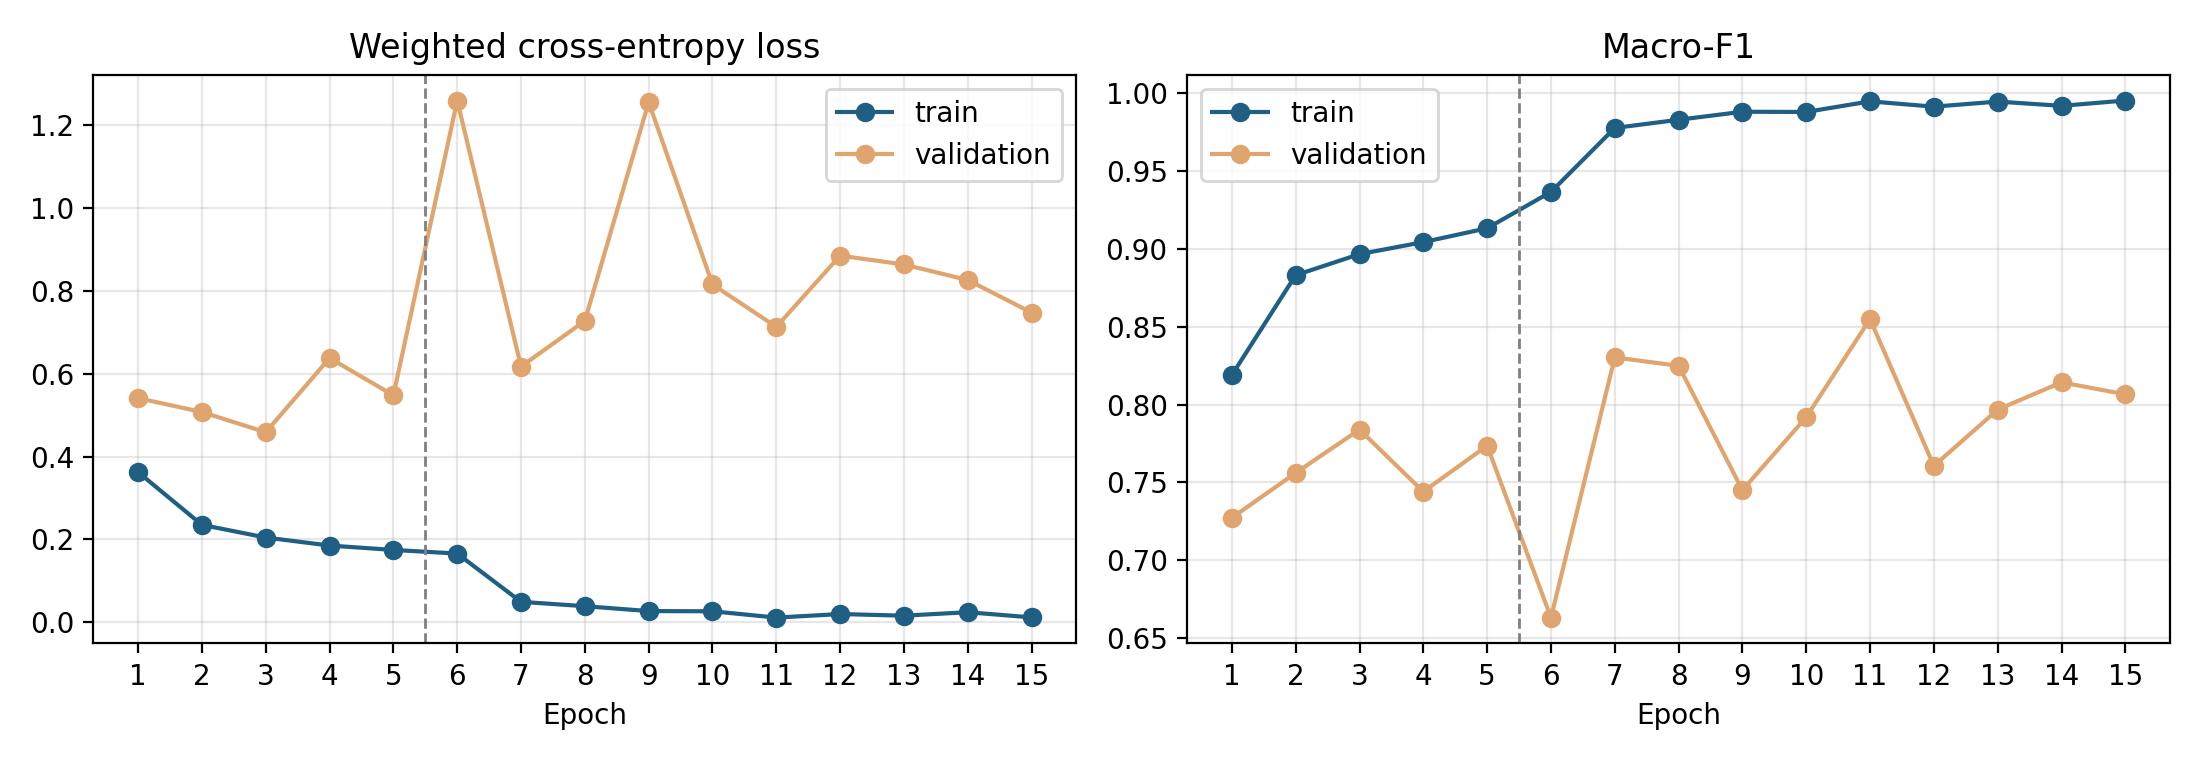 Weighted cross-entropy loss
train
validation
1.2
1.0
0.8
0.6
0.4
0.2
0.0
1 2 3 4 5 6 7 8 9 10 11 12 13 14 15
Epoch
Macro-F1
train
validation
1.00
0.95
0.90
0.85
0.80
0.75
0.70
0.65
1 2 3 4 5 6 7 8 9 10 11 12 13 14 15
Epoch